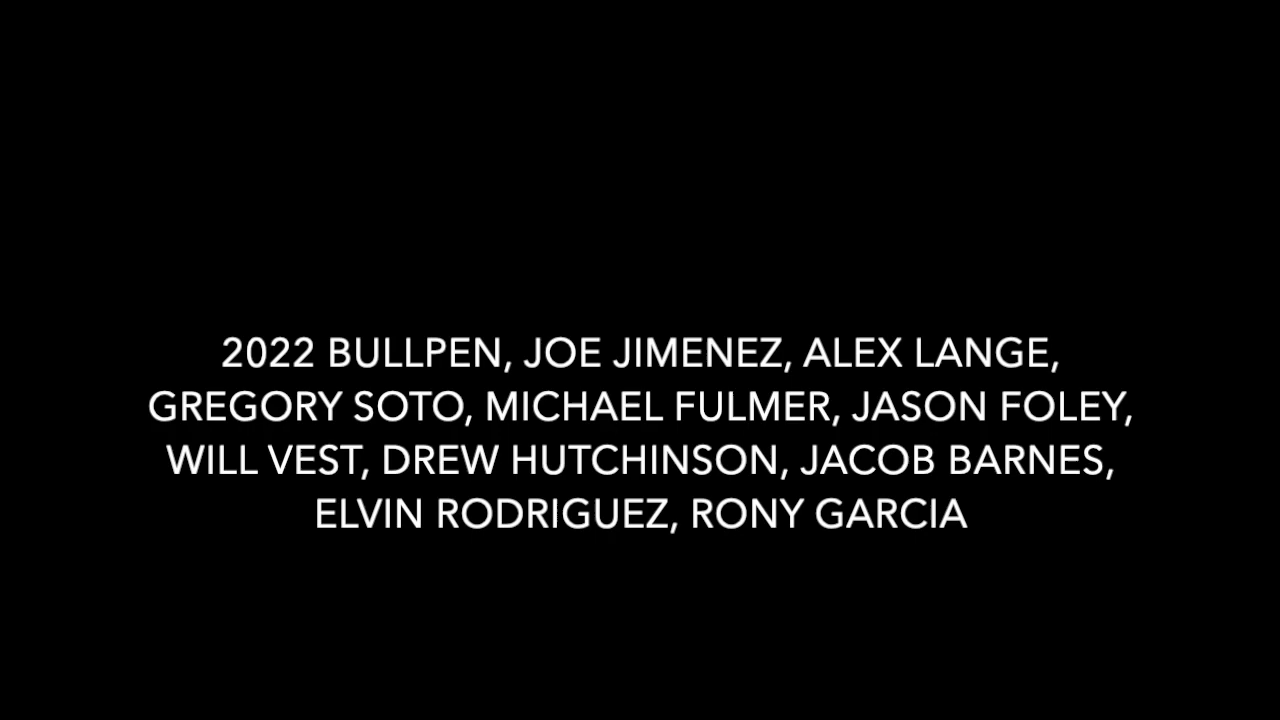 2022 BULLPEN, JOE JIMENEZ, ALEX LANGE,
GREGORY SOTO, MICHAEL FULMER, JASON FOLEY,
WILL VEST, DREW HUTCHINSON, JACOB BARNES,
ELVIN RODRIGUEZ, RONY GARCIA